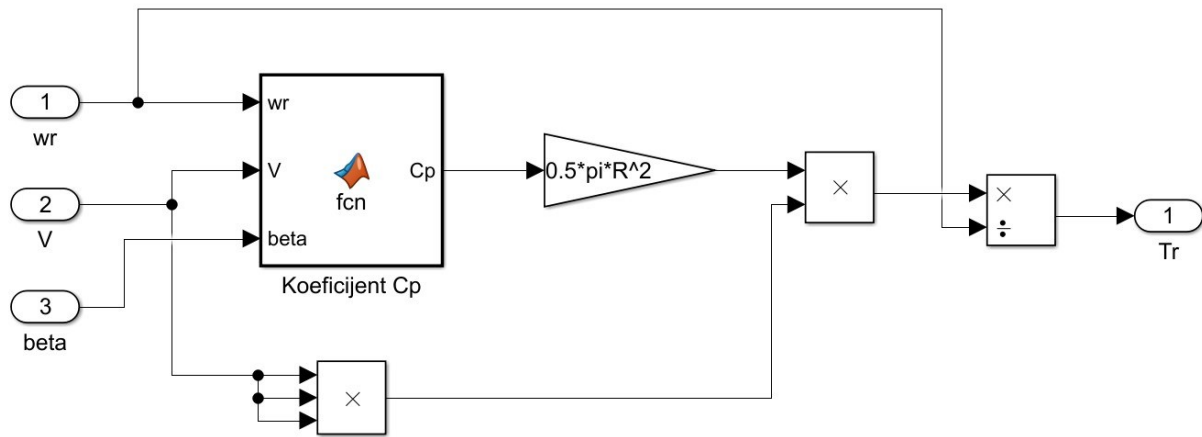 1
wr
2
V
3
beta
wr
V
beta
fcn
Cp
Koeficijent Cp
0.5*pi*R^2
×
×
×
÷
1
Tr
×